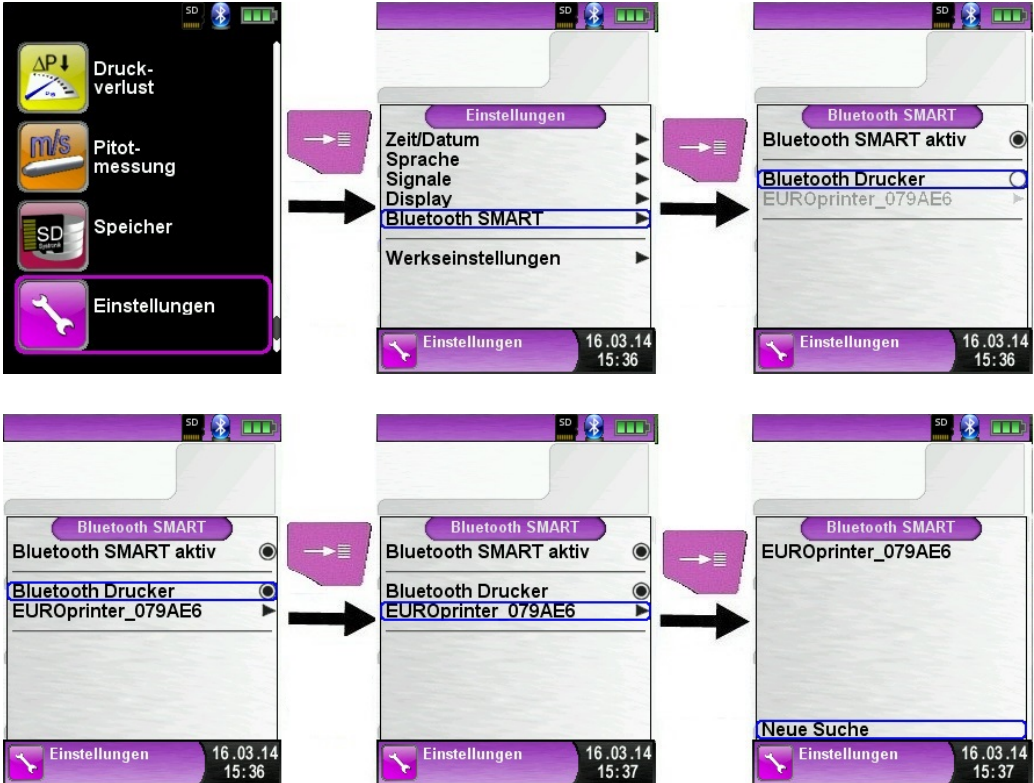 SD
ΔP↓
Druck-
verlust
m/s
Pitot-
messung
SD
Speicher
Einstellungen
SD
Einstellungen
Zeit/Datum
Sprache
Signale
Display
Bluetooth SMART
Werkseinstellungen
Einstellungen
16.03.14
15:36
SD
Bluetooth SMART
Bluetooth SMART aktiv
Bluetooth Drucker
EUROprinter_079AE6
Einstellungen
16.03.14
15:36
SD
Bluetooth SMART
Bluetooth SMART aktiv
Bluetooth Drucker
EUROprinter_079AE6
Einstellungen
16.03.14
15:36
SD
Bluetooth SMART
Bluetooth SMART aktiv
Bluetooth Drucker
EUROprinter_079AE6
Einstellungen
16.03.14
15:37
SD
Bluetooth SMART
EUROprinter_079AE6
Neue Suche
Einstellungen
16.03.14
15:37